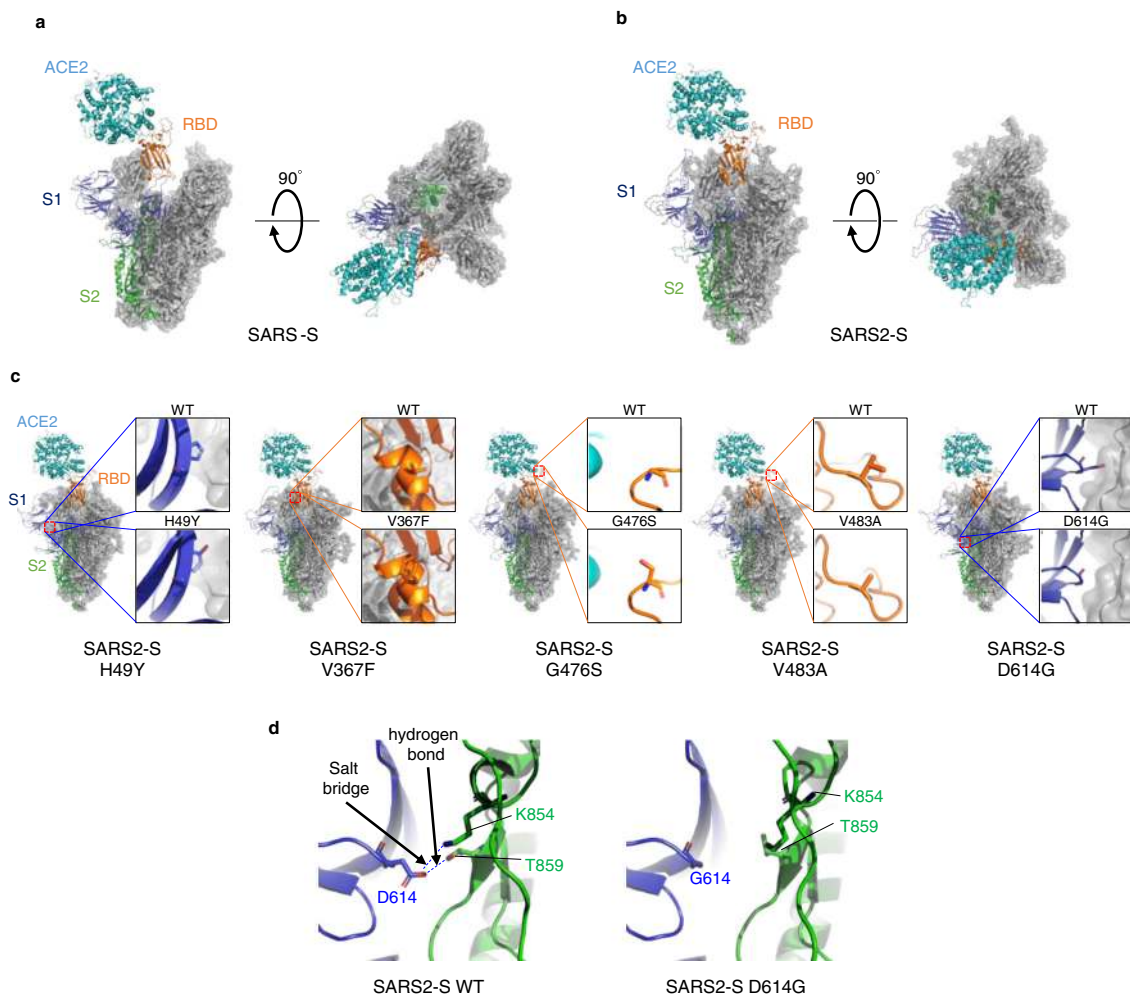 a
ACE2
RBD
S1
S2
90°
SARS -S
b
ACE2
RBD
S1
S2
90°
SARS2-S
c
ACE2
RBD
S1
S2
WT
H49Y
SARS2-S
H49Y
WT
V367F
SARS2-S
V367F
WT
G476S
SARS2-S
G476S
WT
V483A
SARS2-S
V483A
WT
D614G
SARS2-S
D614G
d
hydrogen
bond
Salt
bridge
K854
T859
D614
SARS2-S WT
K854
T859
G614
SARS2-S D614G